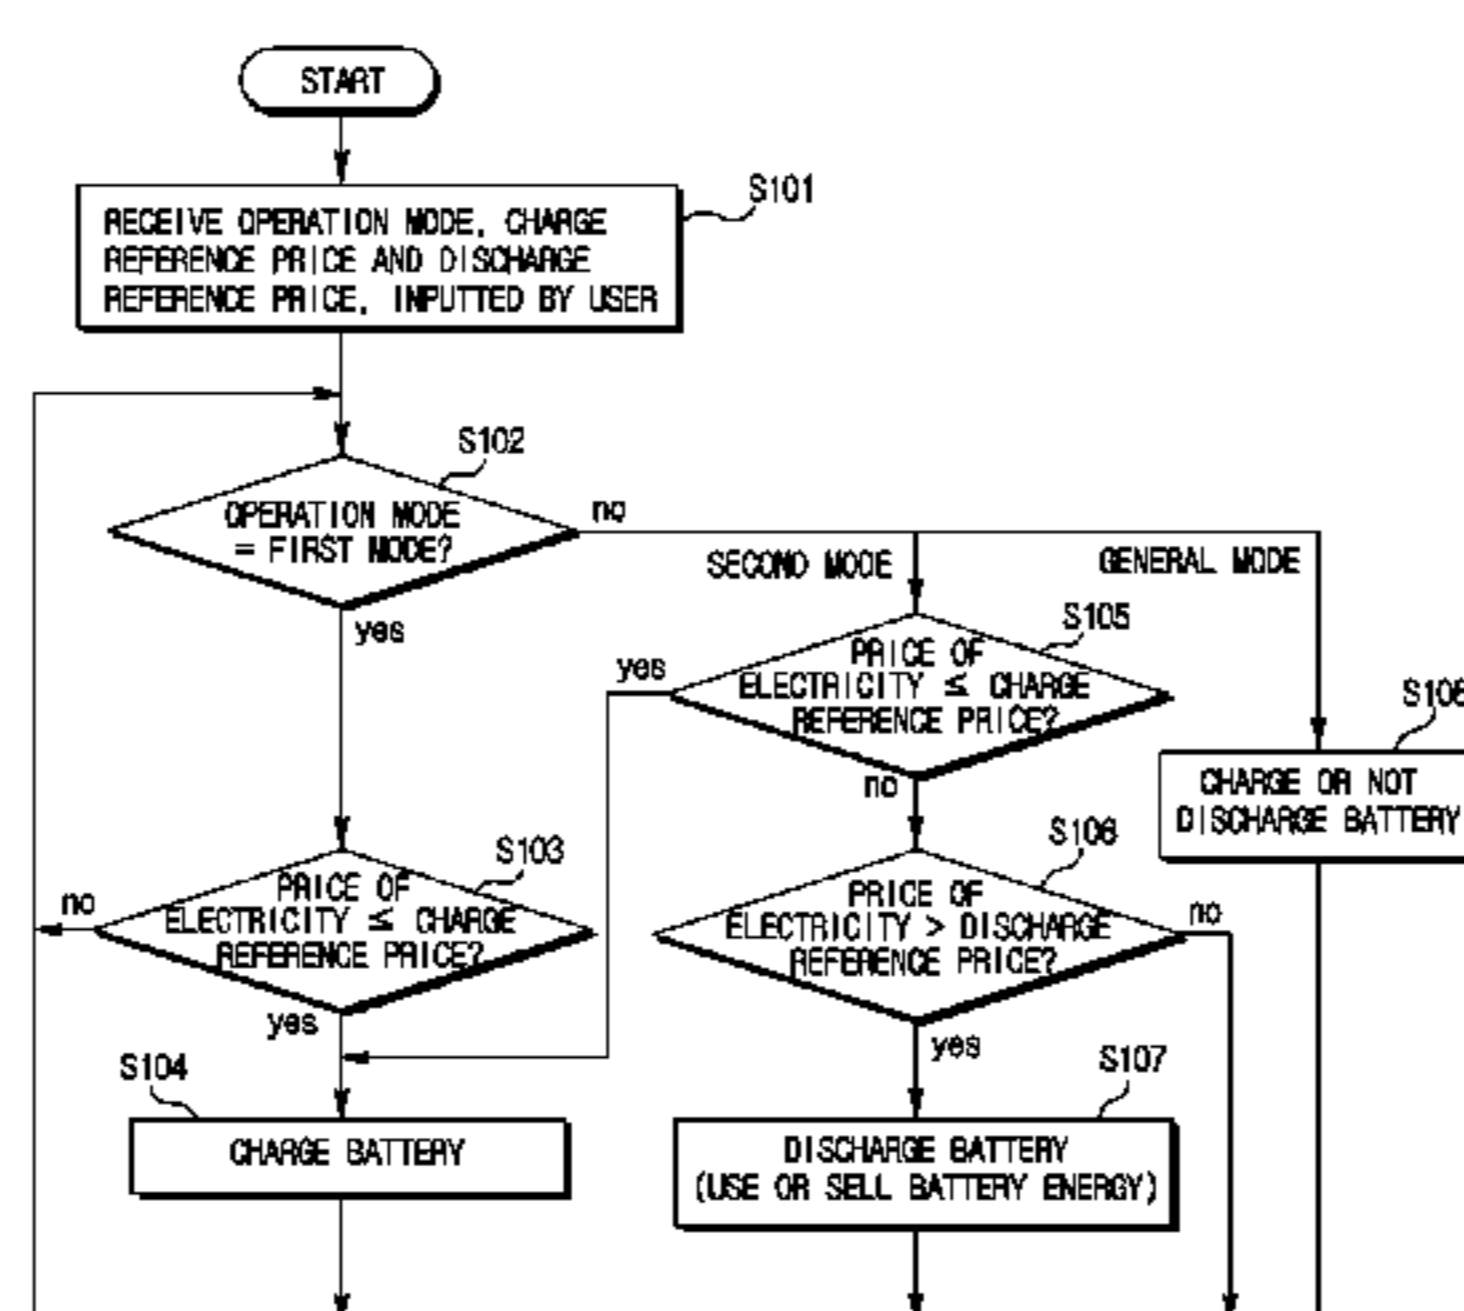 START
S101
RECEIVE OPERATION MODE, CHARGE
REFERENCE PRICE AND DISCHARGE
REFERENCE PRICE, INPUTTED BY USER
S102
OPERATION MODE
= FIRST MODE?
no
yes
SECOND MODE
GENERAL MODE
S105
PRICE OF
ELECTRICITY ≤ CHARGE
REFERENCE PRICE?
yes
no
CHARGE OR NOT
DISCHARGE BATTERY
S103
PRICE OF
ELECTRICITY ≤ CHARGE
REFERENCE PRICE?
no
yes
S106
PRICE OF
ELECTRICITY > DISCHARGE
REFERENCE PRICE?
no
yes
S104
CHARGE BATTERY
S107
DISCHARGE BATTERY
(USE OR SELL BATTERY ENERGY)